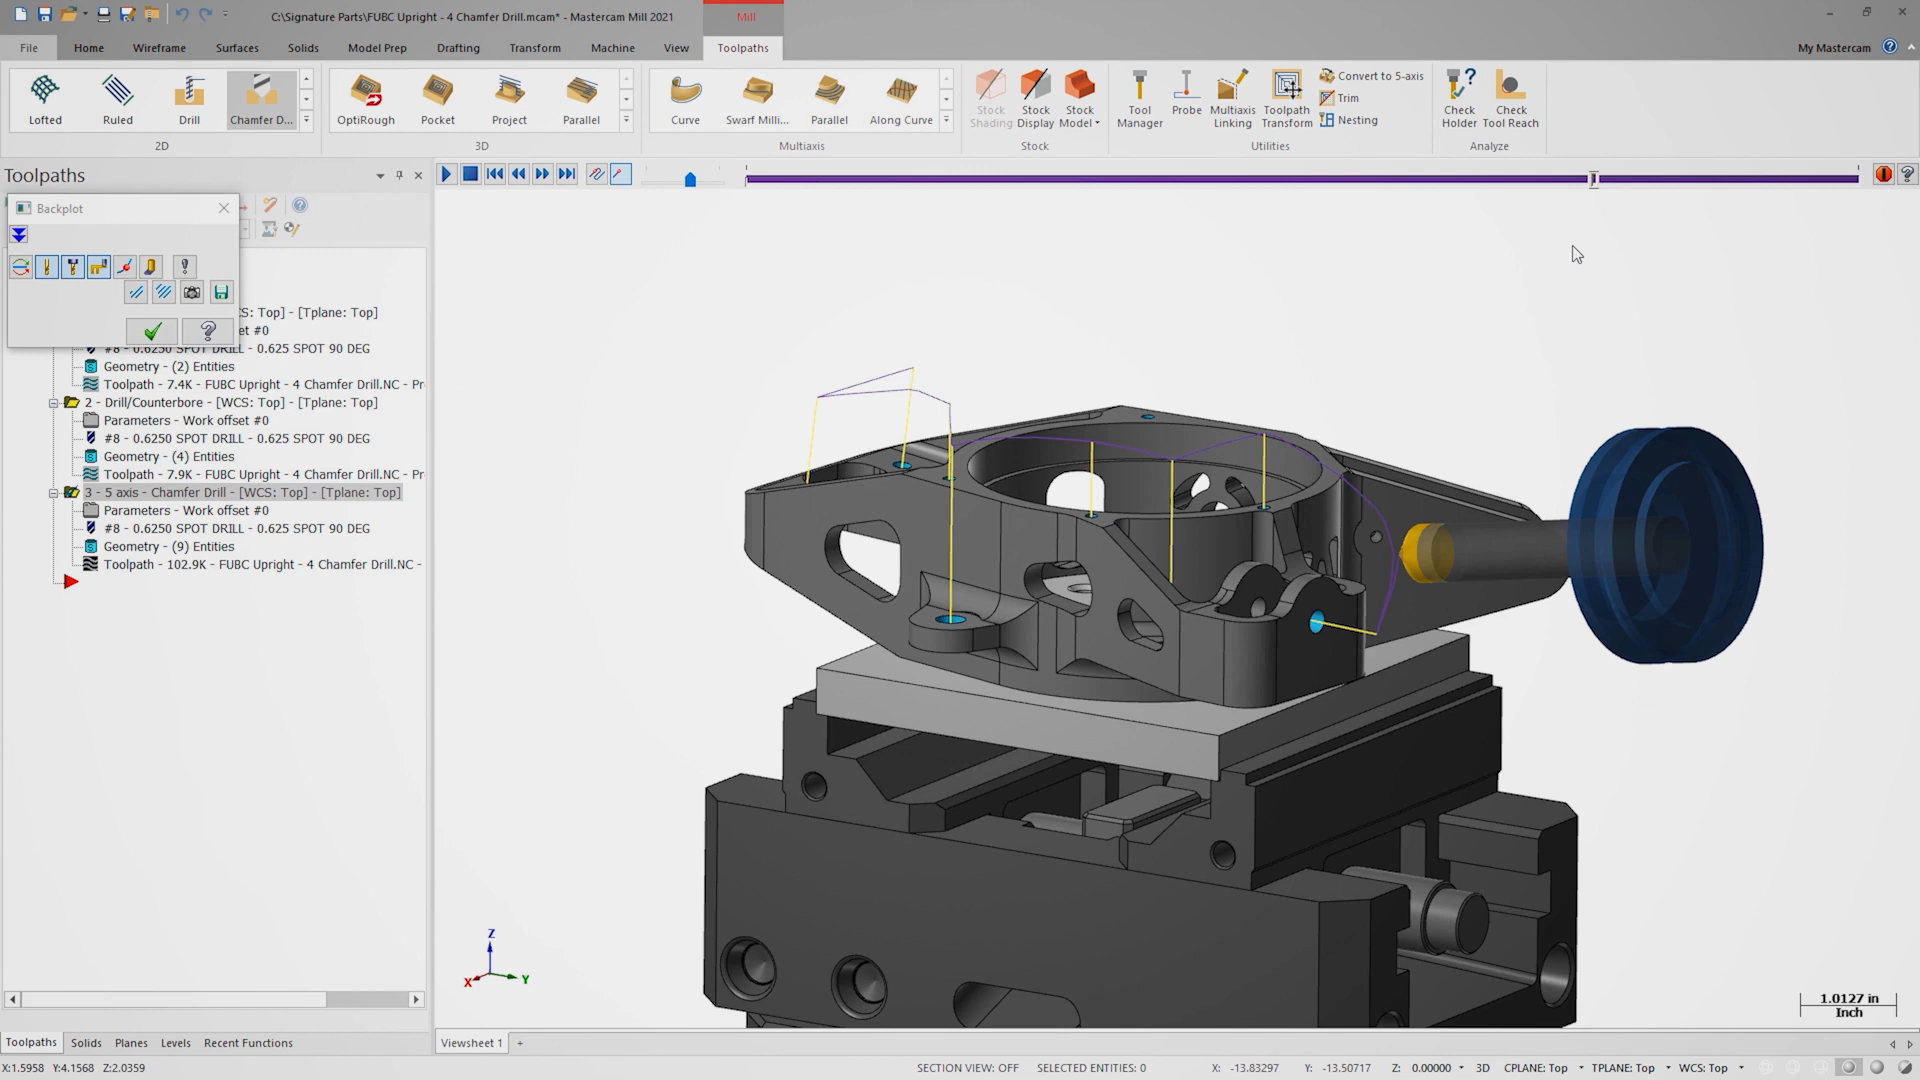 C:\Signature Parts\FUBC Upright - 4 Chamfer Drill.mcam* - Mastercam Mill 2021
Mill
File Home Wireframe Surfaces Solids Model Prep Drafting Transform Machine View Toolpaths
My Mastercam
Lofted Ruled Drill Chamfer D...
2D
OptiRough Pocket Project Parallel
3D
Curve Swarf Milli... Parallel Along Curve
Multiaxis
Stock Shading
Stock Display
Stock Model
Stock
Tool Manager
Probe
Multiaxis Linking
Toolpath Transform
Convert to 5-axis
Trim
Nesting
Utilities
Check Holder
Check Tool Reach
Analyze
Toolpaths
Backplot
CS: Top] - [Tplane: Top]
et #0
#8 - 0.6250 SPOT DRILL - 0.625 SPOT 90 DEG
Geometry - (2) Entities
Toolpath - 7.4K - FUBC Upright - 4 Chamfer Drill.NC - Pr
2 - Drill/Counterbore - [WCS: Top] - [Tplane: Top]
Parameters - Work offset #0
#8 - 0.6250 SPOT DRILL - 0.625 SPOT 90 DEG
Geometry - (4) Entities
Toolpath - 7.9K - FUBC Upright - 4 Chamfer Drill.NC - Pr
3 - 5 axis - Chamfer Drill - [WCS: Top] - [Tplane: Top]
Parameters - Work offset #0
#8 - 0.6250 SPOT DRILL - 0.625 SPOT 90 DEG
Geometry - (9) Entities
Toolpath - 102.9K - FUBC Upright - 4 Chamfer Drill.NC -
Z
X
Y
1.0127 in
Inch
Toolpaths Solids Planes Levels Recent Functions
Viewsheet 1 +
X:1.5958 Y:4.1568 Z:2.0359
SECTION VIEW: OFF SELECTED ENTITIES: 0 X: -13.83297 Y: -13.50717 Z: 0.00000 3D CPLANE: Top TPLANE: Top WCS: Top